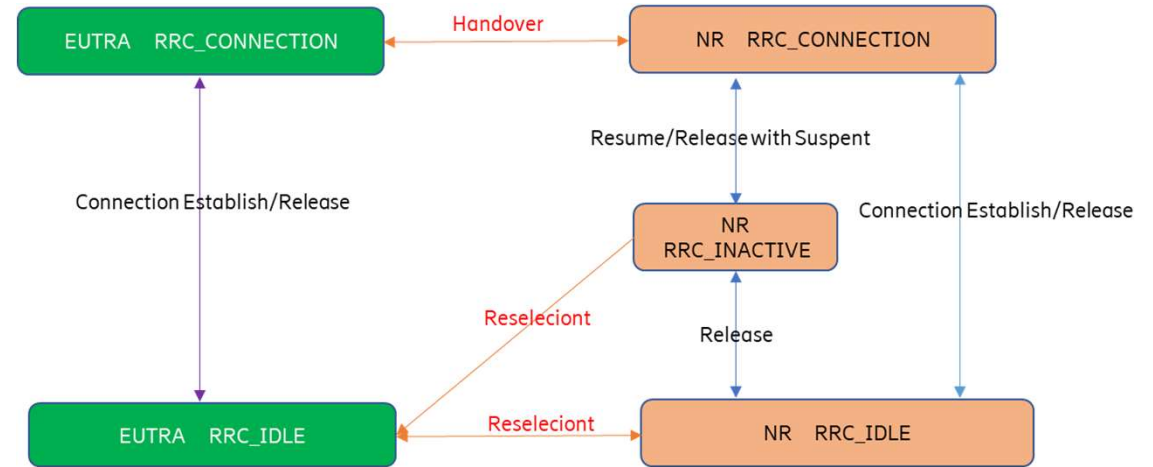 Handover
EUTRA RRC_CONNECTION
NR RRC_CONNECTION
Resume/Release with Suspent
Connection Establish/Release
Connection Establish/Release
NR
RRC_INACTIVE
Reseleciont
Release
Reseleciont
EUTRA RRC_IDLE
NR RRC_IDLE